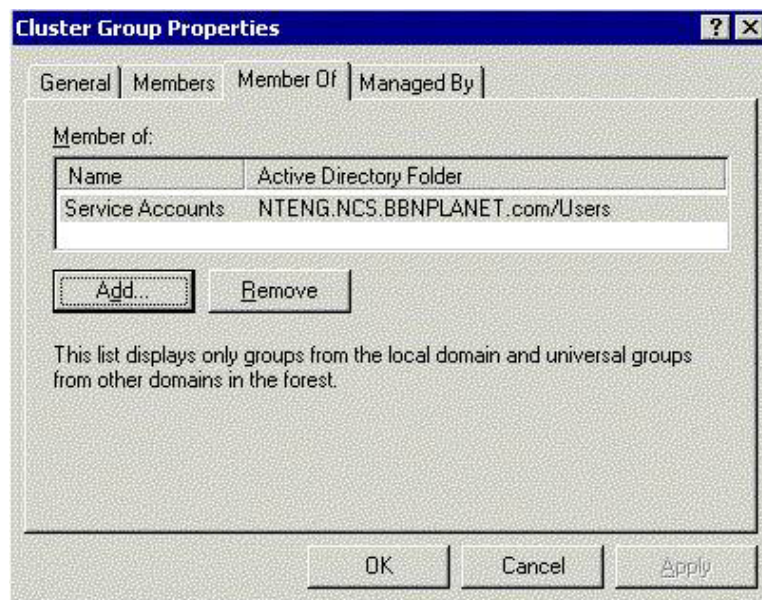 Cluster Group Properties
General Members Member Of Managed By
Member of:
Name Active Directory Folder
Service Accounts NTENG.NCS.BBNPLANET.com/Users
Add... Remove
This list displays only groups from the local domain and universal groups
from other domains in the forest.
OK Cancel Apply